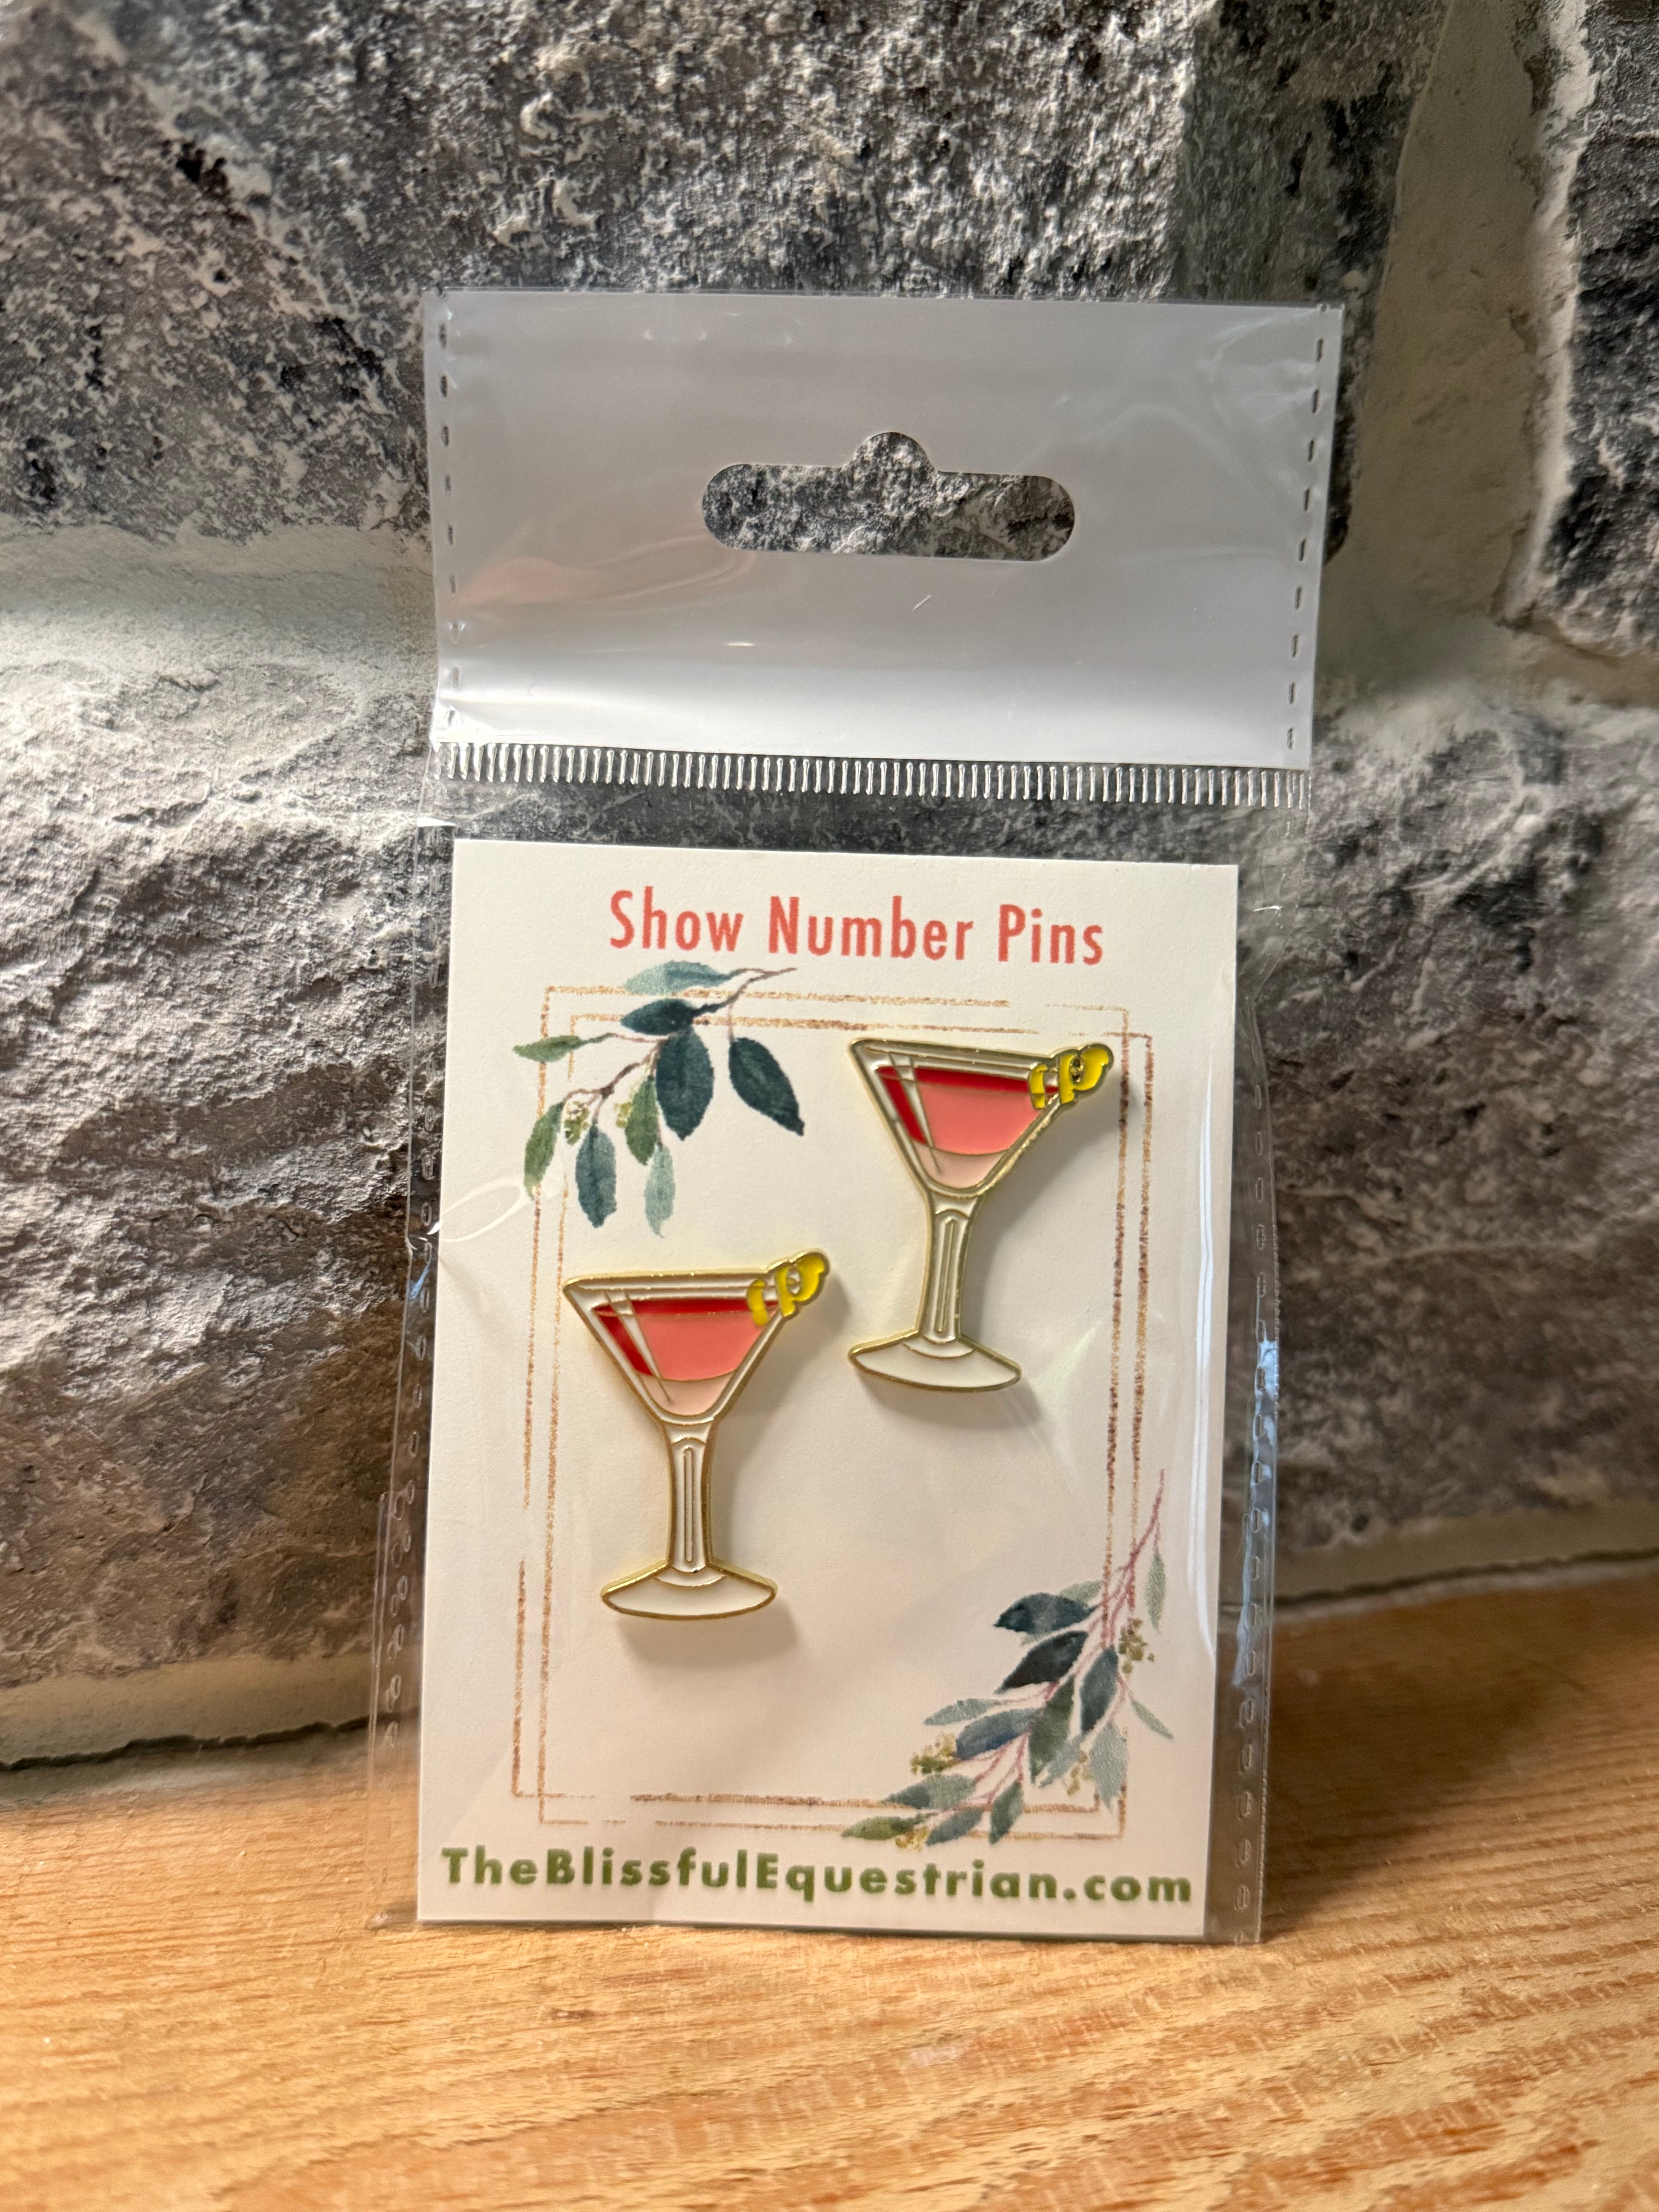 Show Number Pins
TheBlissfulEquestrian.com